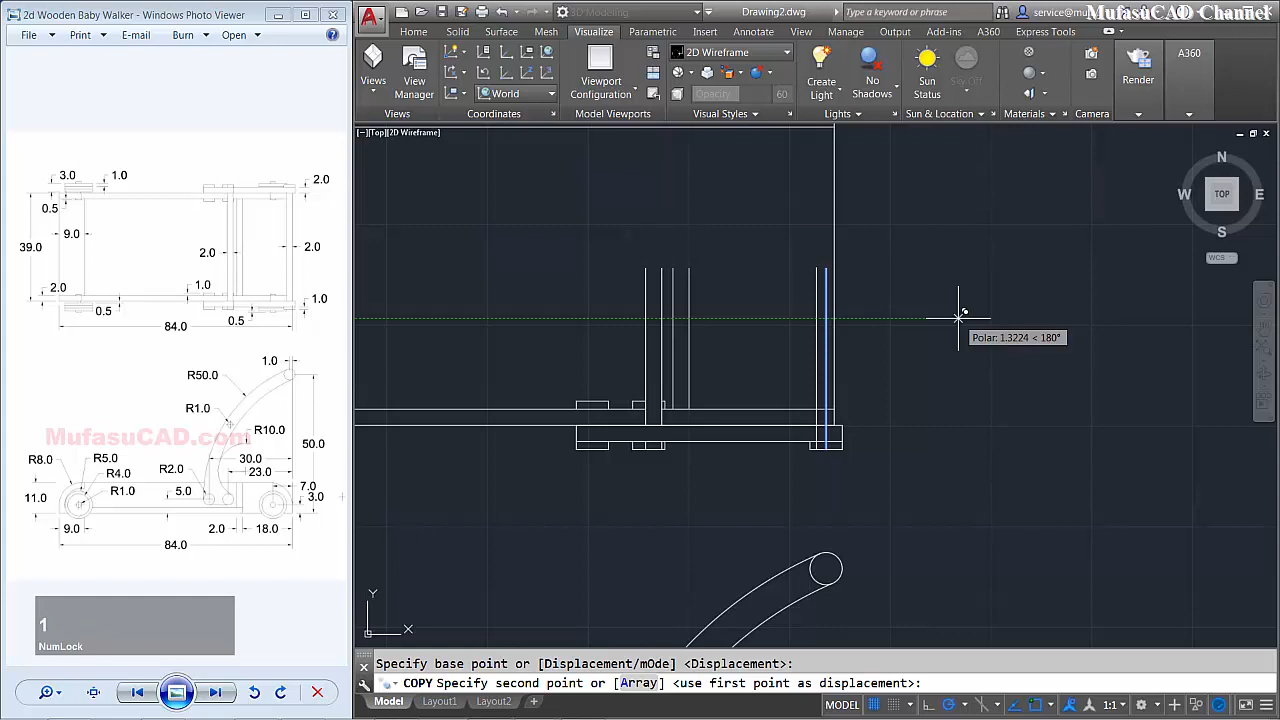 2d Wooden Baby Walker - Windows Photo Viewer
File Print E-mail Burn Open
3.0 1.0 2.0
0.5
9.0
39.0 2.0 2.0
2.0 1.0 1.0
0.5 0.5
84.0
1.0
R50.0
R1.0
MufasuCAD.com
R10.0 50.0
30.0
R8.0 R5.0 R2.0 23.0
R4.0 7.0
11.0 R1.0 5.0 3.0
9.0 2.0 18.0
84.0
1
NumLock
3D Modeling Drawing2.dwg Type a keyword or phrase
MufasuCAD Channel
Home Solid Surface Mesh Visualize Parametric Insert Annotate View Manage Output Add-ins A360 Express Tools
Views View Manager Viewport Configuration 2D Wireframe Create Light No Shadows Sun Status Sky Off Render A360
World
Opacity 60
Views Coordinates Model Viewports Visual Styles Lights Sun & Location Materials Camera
[−][Top][2D Wireframe]
N
W TOP E
S
WCS
Polar: 1.3224 < 180°
Y
X
Specify base point or [Displacement/mOde] <Displacement>:
COPY Specify second point or [Array] <use first point as displacement>:
Model Layout1 Layout2 +
MODEL 1:1